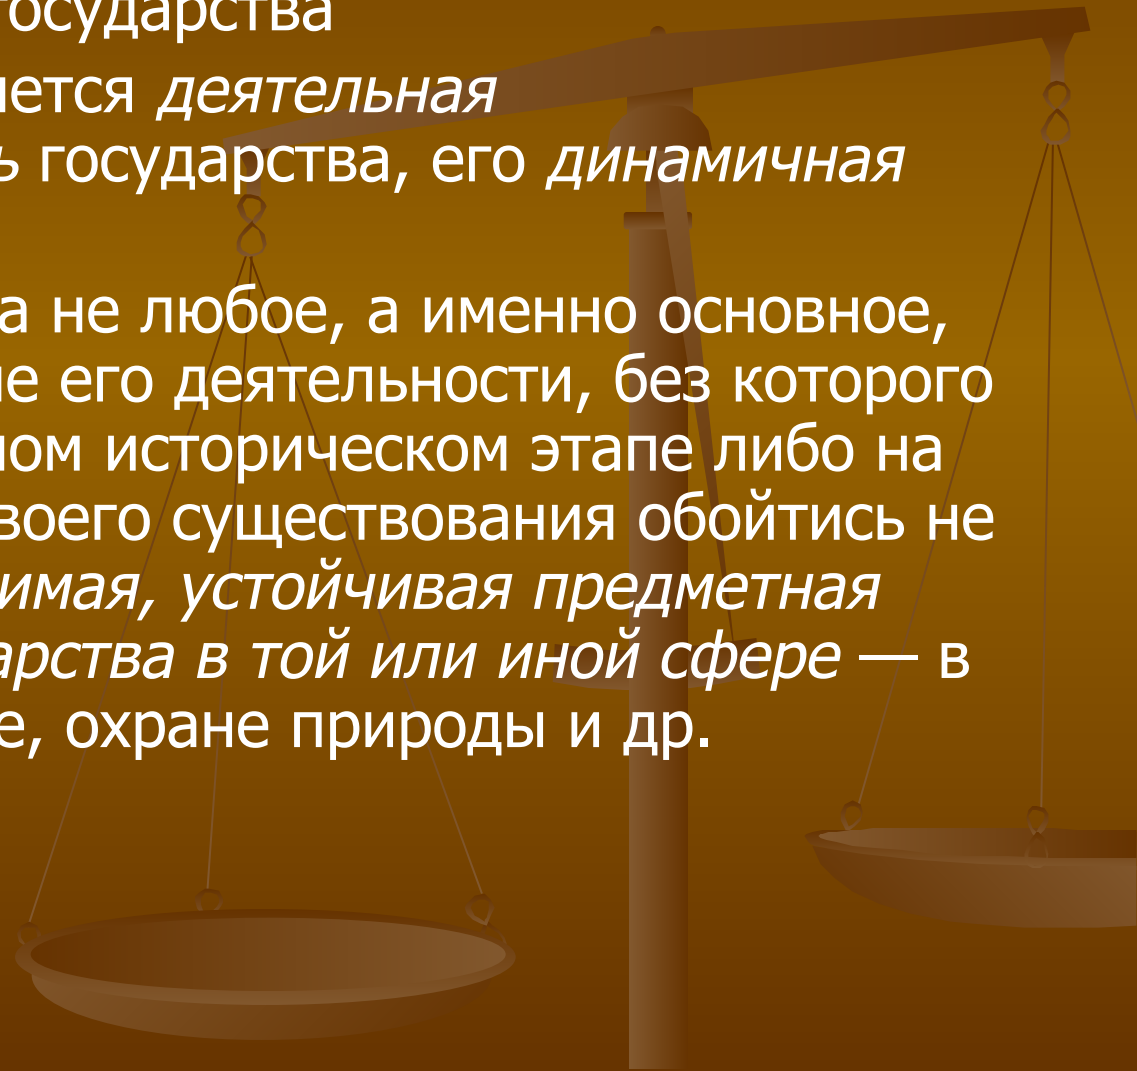 государства
ется деятельная
ь государства, его динамичная
а не любое, а именно основное,
ие его деятельности, без которого
ном историческом этапе либо на
воего существования обойтись не
имая, устойчивая предметная
арства в той или иной сфере — в
е, охране природы и др.